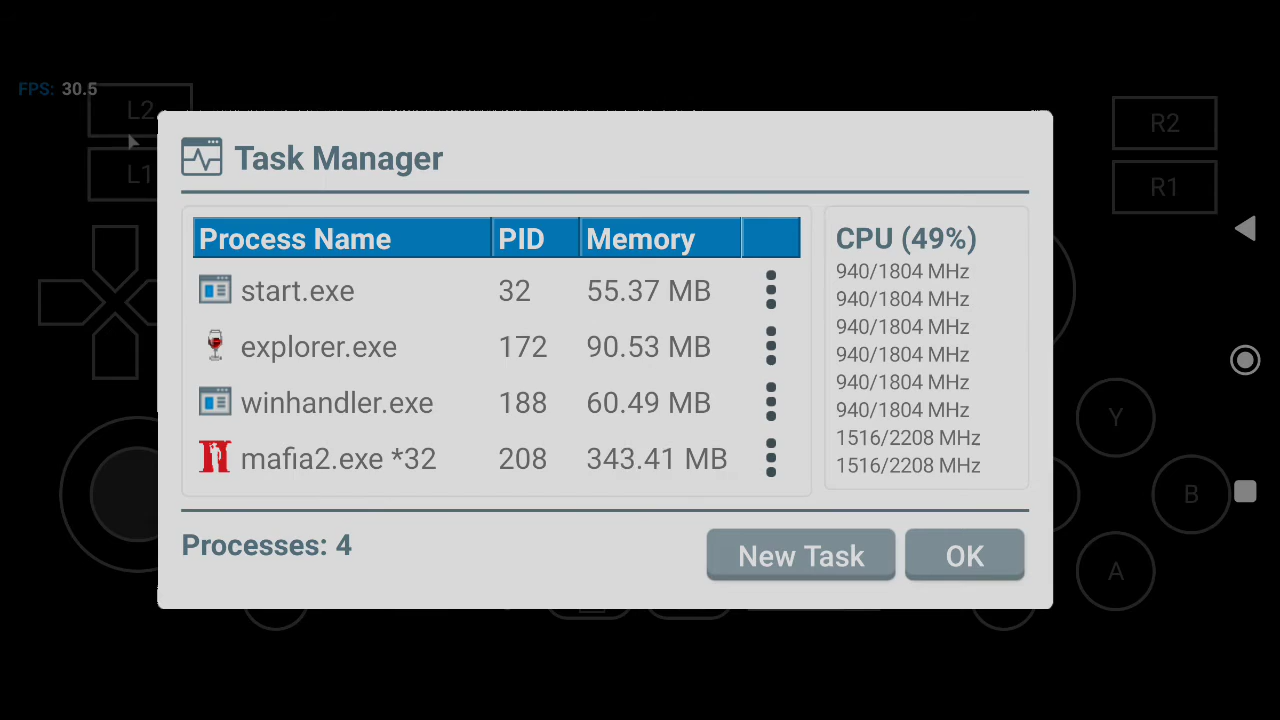 FPS: 30.5
L2
R2
L1
R1
Task Manager
Process Name PID Memory
start.exe 32 55.37 MB
explorer.exe 172 90.53 MB
winhandler.exe 188 60.49 MB
mafia2.exe *32 208 343.41 MB
CPU (49%)
940/1804 MHz
940/1804 MHz
940/1804 MHz
940/1804 MHz
940/1804 MHz
940/1804 MHz
1516/2208 MHz
1516/2208 MHz
Y
B
A
Processes: 4
New Task
OK